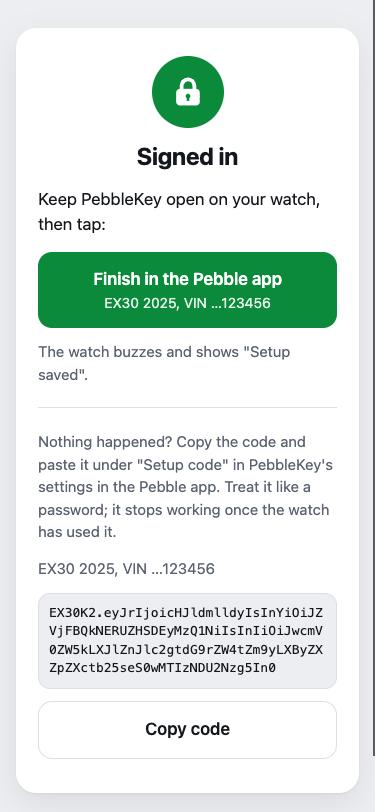 Signed in
Keep PebbleKey open on your watch,
then tap:
Finish in the Pebble app
EX30 2025, VIN ...123456
The watch buzzes and shows "Setup
saved".
Nothing happened? Copy the code and
paste it under "Setup code" in PebbleKey's
settings in the Pebble app. Treat it like a
password; it stops working once the watch
has used it.
EX30 2025, VIN ...123456
EX30K2.eyJrIjoicHJldmlldyIsInYiOiJZ
VjFBQkNERUZHSDEyMzQ1NiIsInIiOiJwcmV
0ZW5kLXJlZnJlc2gtdG9rZW4tZm9yLXByZX
ZpZXctb25seS0wMTIzNDU2Nzg5In0
Copy code